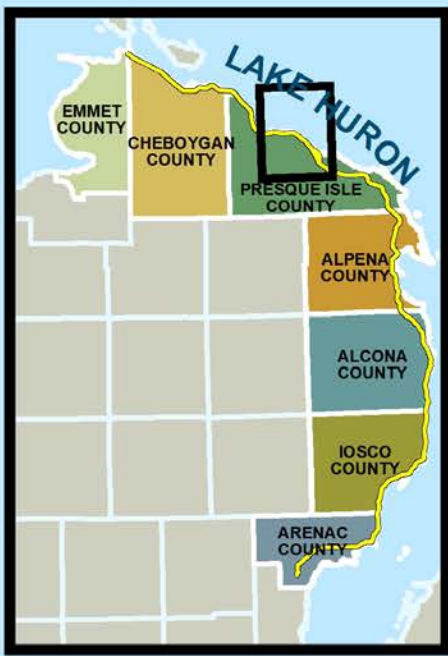 LAKE HURON
EMMET
COUNTY
CHEBOYGAN
COUNTY
PRESQUE ISLE
COUNTY
ALPENA
COUNTY
ALCONA
COUNTY
IOSCO
COUNTY
ARENAC
COUNTY